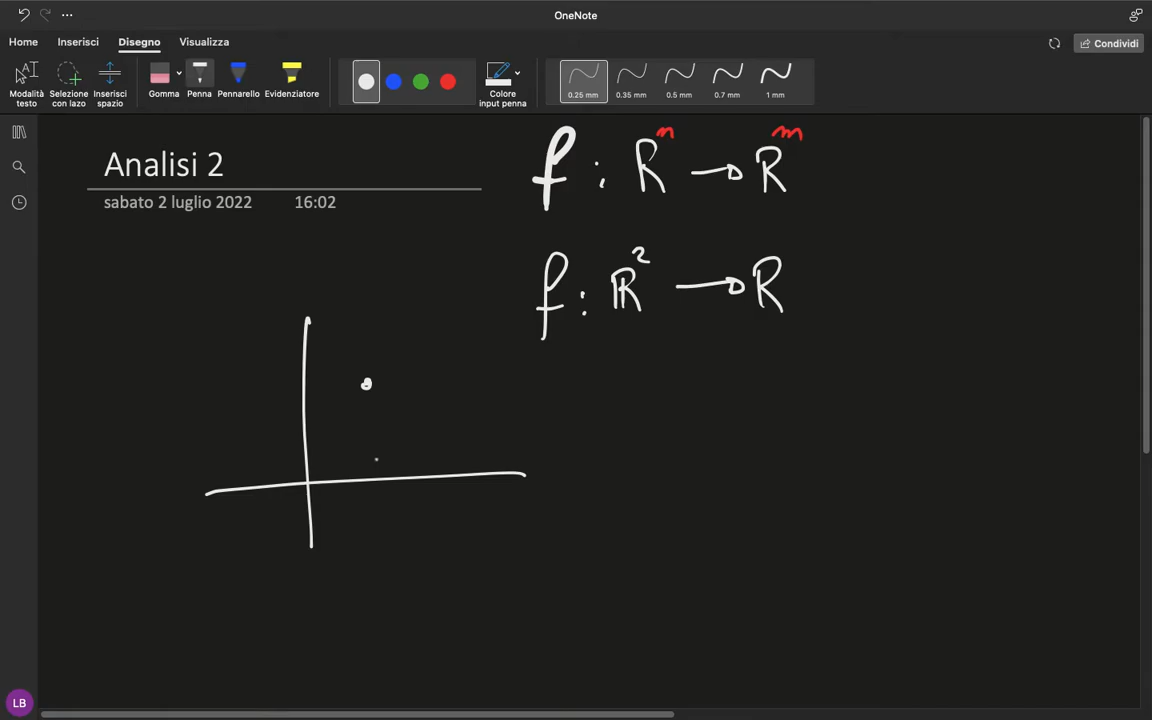 OneNote
Home Inserisci Disegno Visualizza
Condividi
Modalità testo
Selezione con lazo
Inserisci spazio
Gomma
Penna
Pennarello
Evidenziatore
Colore input penna
0.25 mm
0.35 mm
0.5 mm
0.7 mm
1 mm
f : R^n → R^m
Analisi 2
sabato 2 luglio 2022 16:02
f : ℝ^2 → R
LB